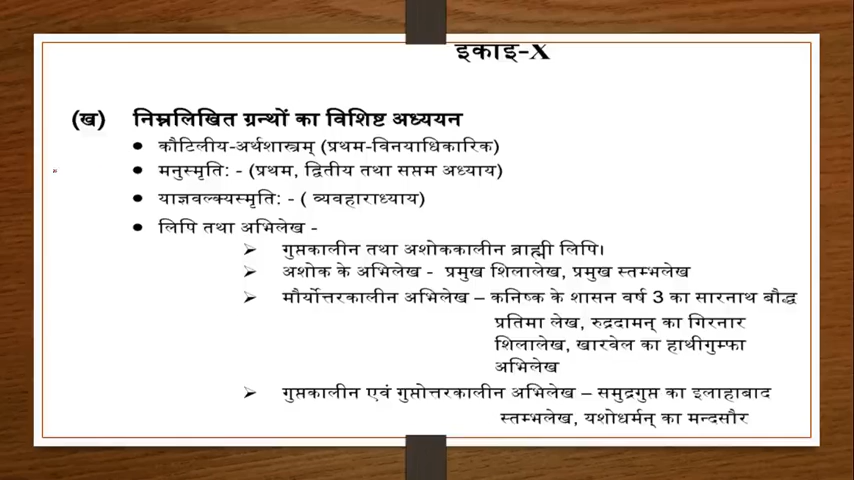 इकाइ-X
(ख) निम्नलिखित ग्रन्थों का विशिष्ट अध्ययन
● कौटिलीय-अर्थशास्त्रम् (प्रथम-विनयाधिकारिक)
● मनुस्मृति: - (प्रथम, द्वितीय तथा सप्तम अध्याय)
● याज्ञवल्क्यस्मृति: - ( व्यवहाराध्याय)
● लिपि तथा अभिलेख -
➢ गुप्तकालीन तथा अशोककालीन ब्राह्मी लिपि।
➢ अशोक के अभिलेख - प्रमुख शिलालेख, प्रमुख स्तम्भलेख
➢ मौर्योत्तरकालीन अभिलेख – कनिष्क के शासन वर्ष 3 का सारनाथ बौद्ध
प्रतिमा लेख, रुद्रदामन् का गिरनार
शिलालेख, खारवेल का हाथीगुम्फा
अभिलेख
➢ गुप्तकालीन एवं गुप्तोत्तरकालीन अभिलेख – समुद्रगुप्त का इलाहाबाद
स्तम्भलेख, यशोधर्मन् का मन्दसौर